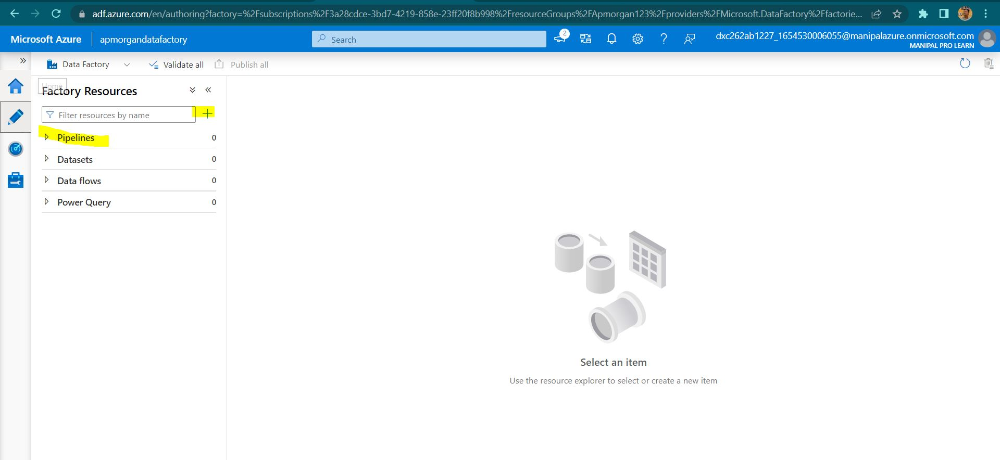 adf.azure.com/en/authoring?factory=%2Fsubscriptions%2F3a28cdce-3bd7-4219-858e-23ff20f8b998%2FresourceGroups%2FApmorgan123%2Fproviders%2FMicrosoft.DataFactory%2Ffactorie...
Microsoft Azure apmorgandatafactory Search 2 dxc262ab1227_1654530006055@manipalazure.onmicrosoft.com
MANIPAL PRO LEARN
Data Factory Validate all Publish all
Home
Factory Resources
Filter resources by name
Pipelines 0
Datasets 0
Data flows 0
Power Query 0
Select an item
Use the resource explorer to select or create a new item